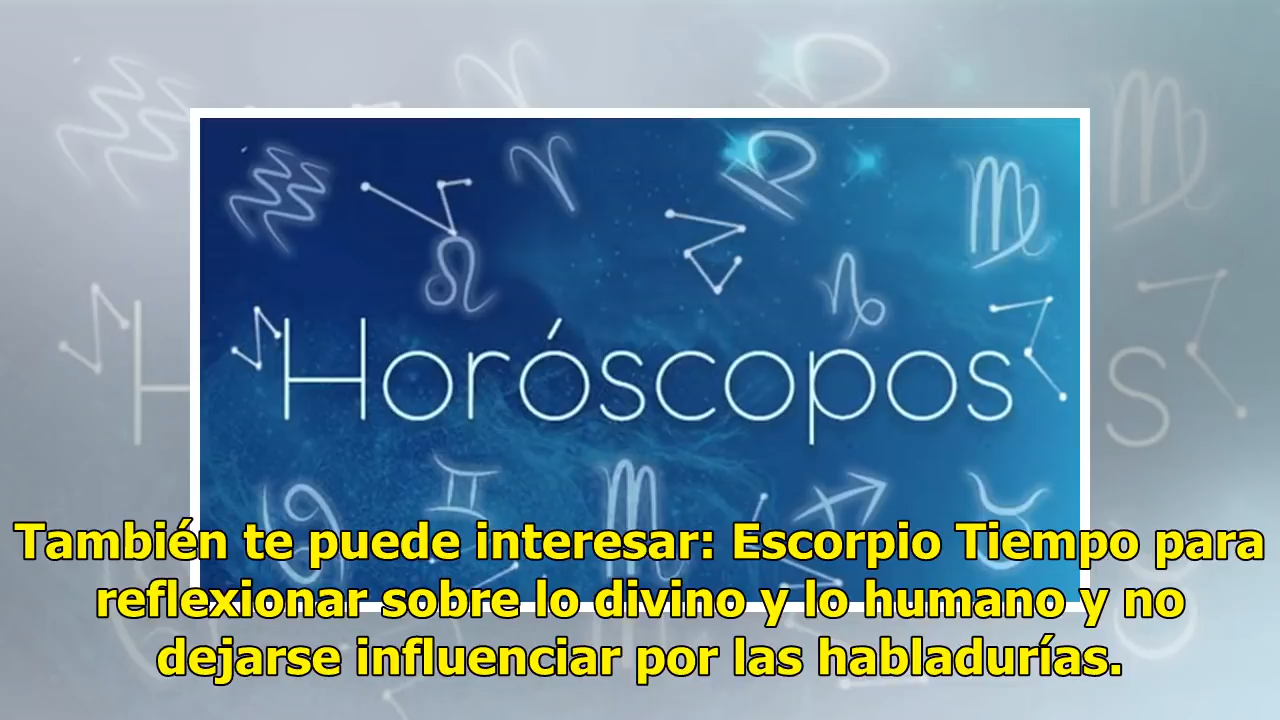 Horóscopos
También te puede interesar: Escorpio Tiempo para
reflexionar sobre lo divino y lo humano y no
dejarse influenciar por las habladurías.